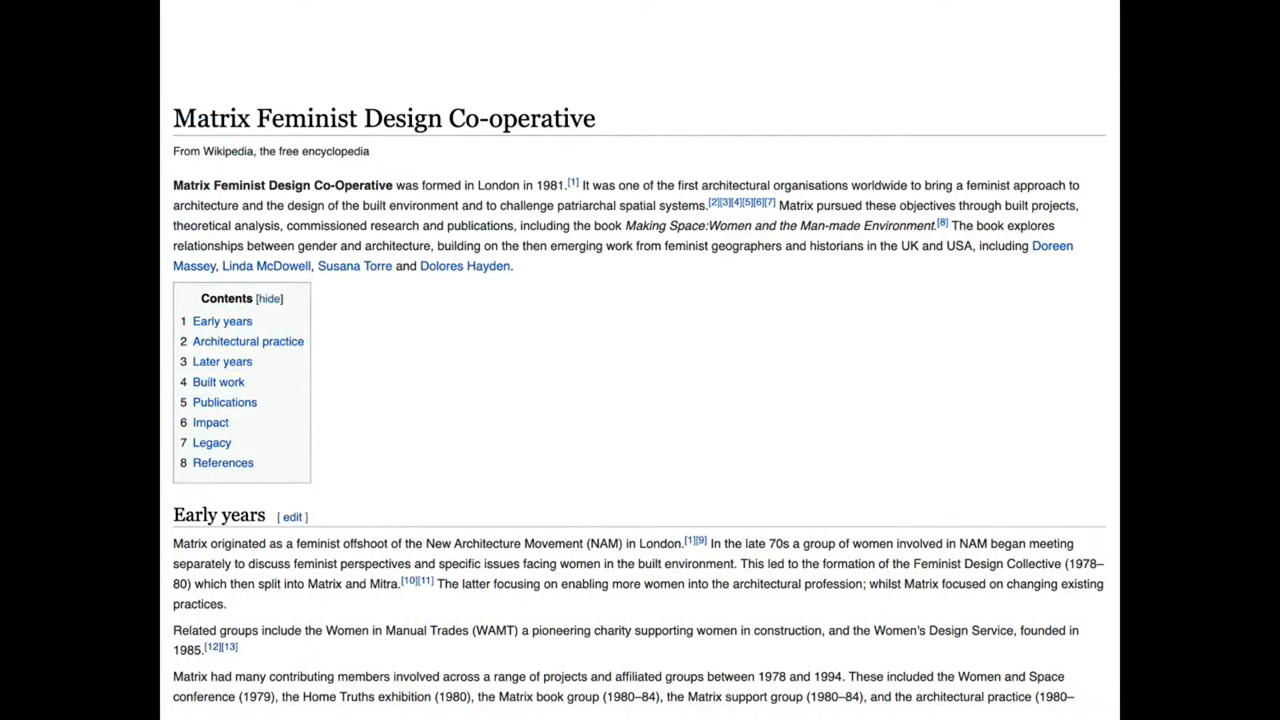 Matrix Feminist Design Co-operative
From Wikipedia, the free encyclopedia
Matrix Feminist Design Co-Operative was formed in London in 1981.[1] It was one of the first architectural organisations worldwide to bring a feminist approach to
architecture and the design of the built environment and to challenge patriarchal spatial systems.[2][3][4][5][6][7] Matrix pursued these objectives through built projects,
theoretical analysis, commissioned research and publications, including the book Making Space:Women and the Man-made Environment.[8] The book explores
relationships between gender and architecture, building on the then emerging work from feminist geographers and historians in the UK and USA, including Doreen
Massey, Linda McDowell, Susana Torre and Dolores Hayden.
Contents [hide]
1 Early years
2 Architectural practice
3 Later years
4 Built work
5 Publications
6 Impact
7 Legacy
8 References
Early years [ edit ]
Matrix originated as a feminist offshoot of the New Architecture Movement (NAM) in London.[1][9] In the late 70s a group of women involved in NAM began meeting
separately to discuss feminist perspectives and specific issues facing women in the built environment. This led to the formation of the Feminist Design Collective (1978–
80) which then split into Matrix and Mitra.[10][11] The latter focusing on enabling more women into the architectural profession; whilst Matrix focused on changing existing
practices.
Related groups include the Women in Manual Trades (WAMT) a pioneering charity supporting women in construction, and the Women's Design Service, founded in
1985.[12][13]
Matrix had many contributing members involved across a range of projects and affiliated groups between 1978 and 1994. These included the Women and Space
conference (1979), the Home Truths exhibition (1980), the Matrix book group (1980–84), the Matrix support group (1980–84), and the architectural practice (1980–